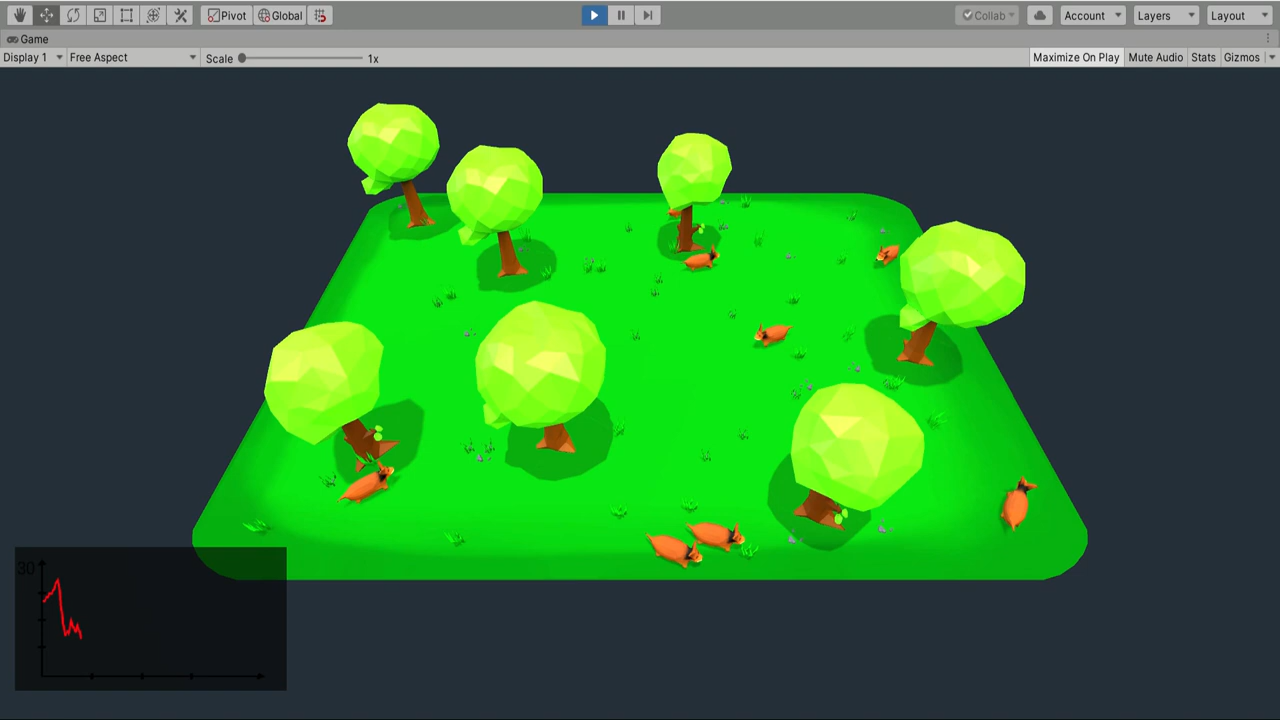 Pivot Global Collab Account Layers Layout
Game
Display 1 Free Aspect Scale 1x Maximize On Play Mute Audio Stats Gizmos
30